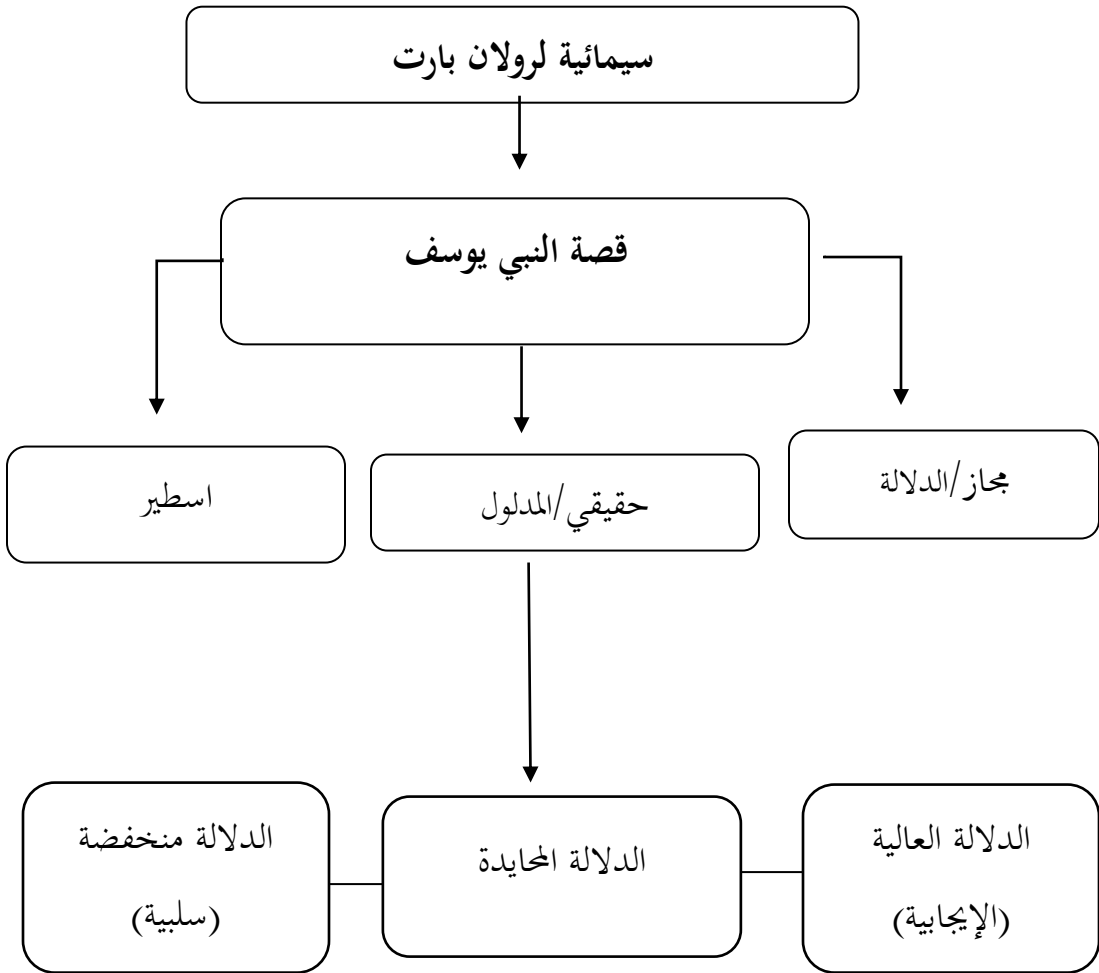 سيمائية لرولان بارت
قصة النبي يوسف
مجاز/الدلالة
حقيقي/المدلول
اسطير
الدلالة العالية
(الإيجابية)
الدلالة المحايدة
الدلالة منخفضة
(سلبية)